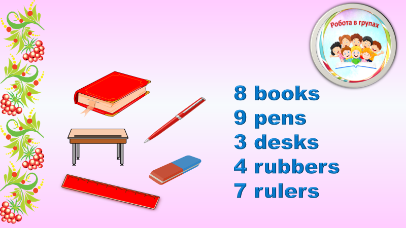 Робота в групах
8 books
9 pens
3 desks
4 rubbers
7 rulers